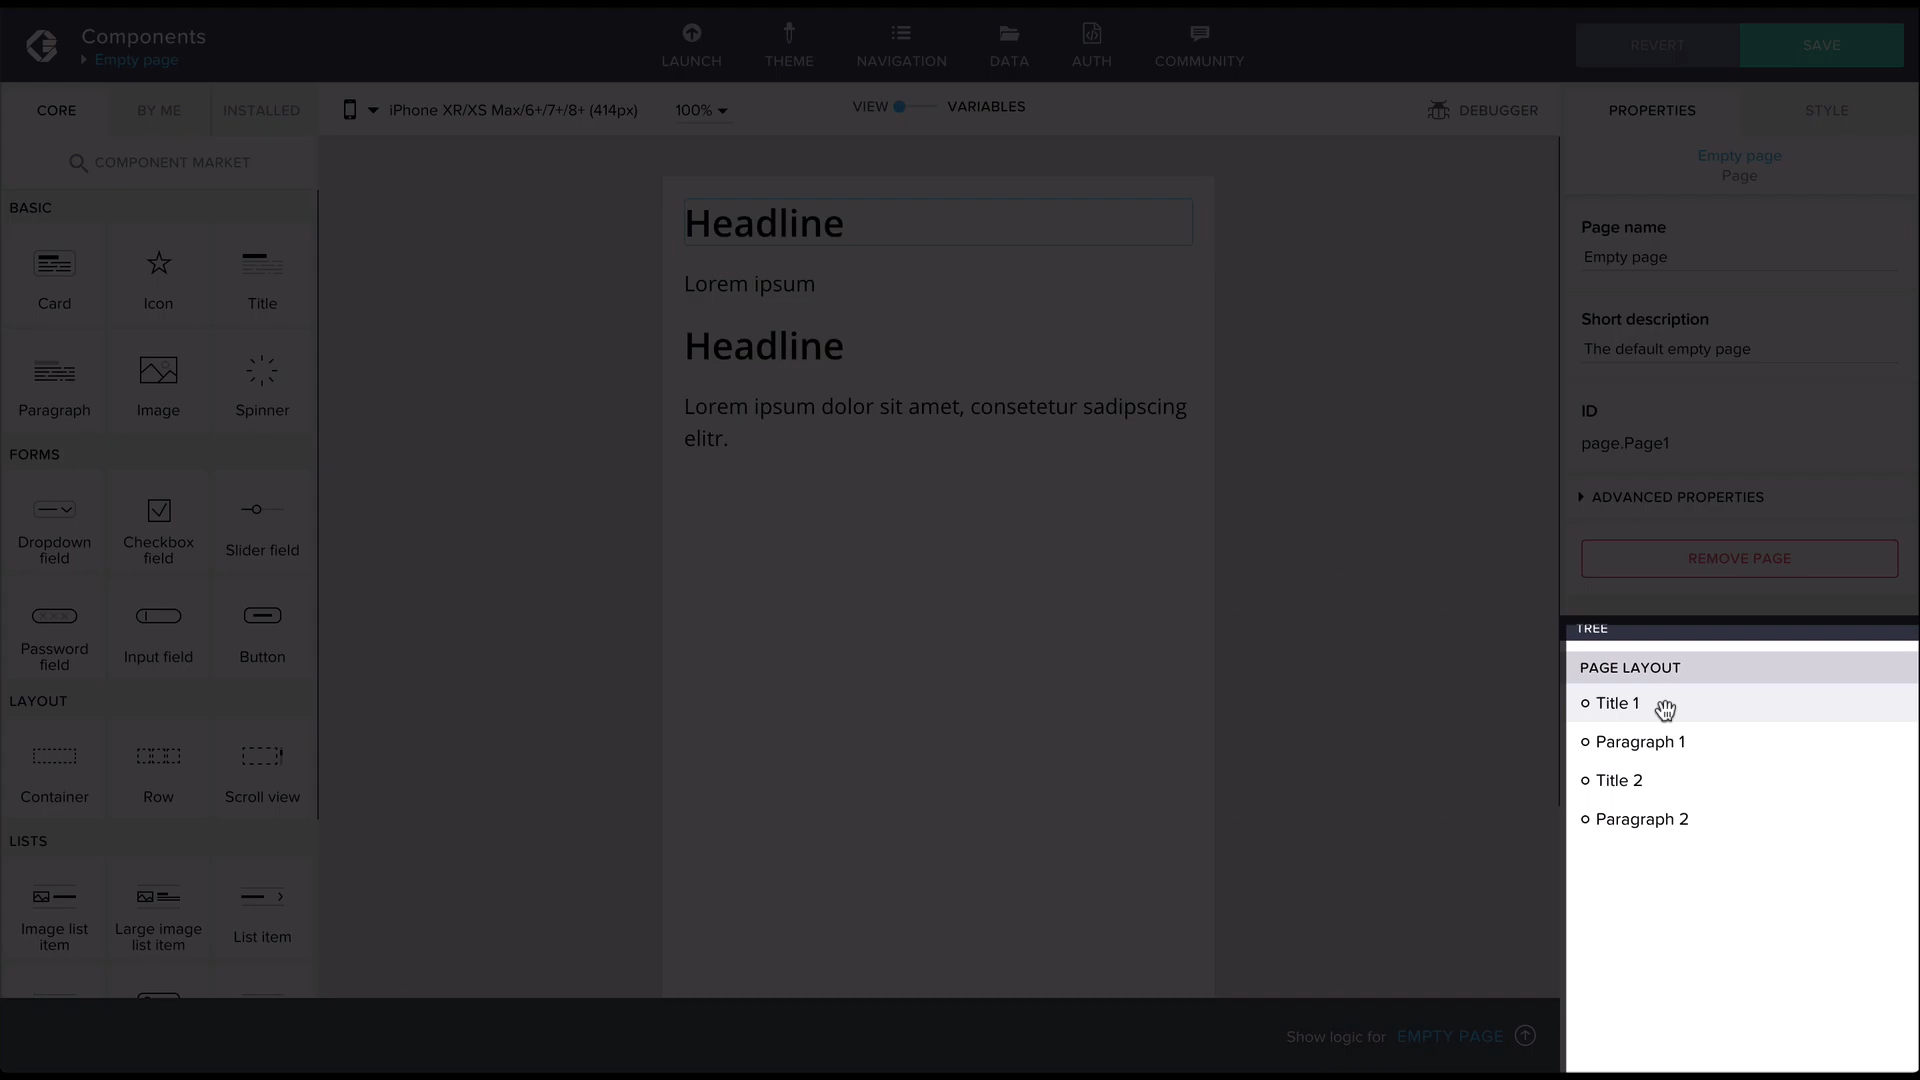 Components
Empty page
LAUNCH
THEME
NAVIGATION
DATA
AUTH
COMMUNITY
REVERT
SAVE
CORE
BY ME
INSTALLED
iPhone XR/XS Max/6+/7+/8+ (414px)
100%
VIEW
VARIABLES
DEBUGGER
PROPERTIES
STYLE
COMPONENT MARKET
BASIC
Card
Icon
Title
Paragraph
Image
Spinner
FORMS
Dropdown
field
Checkbox
field
Slider field
Password
field
Input field
Button
LAYOUT
Container
Row
Scroll view
LISTS
Image list
item
Large image
list item
List item
Headline
Lorem ipsum
Headline
Lorem ipsum dolor sit amet, consetetur sadipscing
elitr.
Show logic for EMPTY PAGE
Empty page
Page
Page name
Empty page
Short description
The default empty page
ID
page.Page1
ADVANCED PROPERTIES
REMOVE PAGE
TREE
PAGE LAYOUT
Title 1
Paragraph 1
Title 2
Paragraph 2